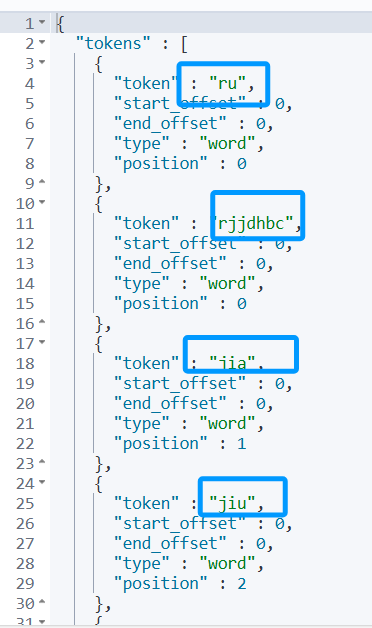 1 {
2 "tokens" : [
3 {
4 "token" : "ru",
5 "start_offset" : 0,
6 "end_offset" : 0,
7 "type" : "word",
8 "position" : 0
9 },
10 {
11 "token" : "rjjdhbc",
12 "start_offset" : 0,
13 "end_offset" : 0,
14 "type" : "word",
15 "position" : 0
16 },
17 {
18 "token" : "jia",
19 "start_offset" : 0,
20 "end_offset" : 0,
21 "type" : "word",
22 "position" : 1
23 },
24 {
25 "token" : "jiu",
26 "start_offset" : 0,
27 "end_offset" : 0,
28 "type" : "word",
29 "position" : 2
30 },
31 {